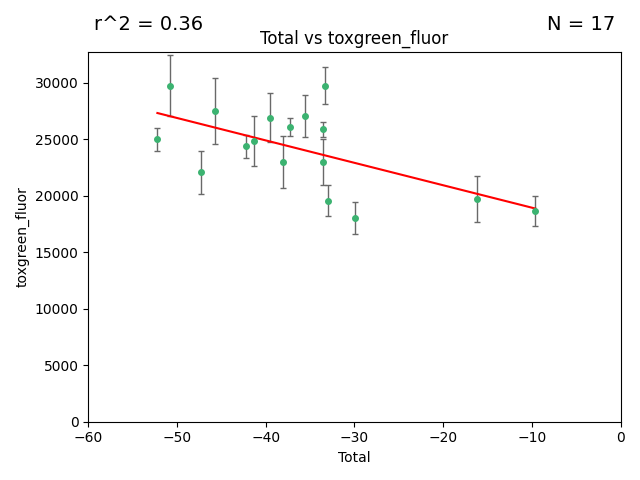 r^2 = 0.36
N = 17
Total vs toxgreen_fluor
30000
25000
20000
15000
10000
5000
0
toxgreen_fluor
−60
−50
−40
−30
−20
−10
0
Total